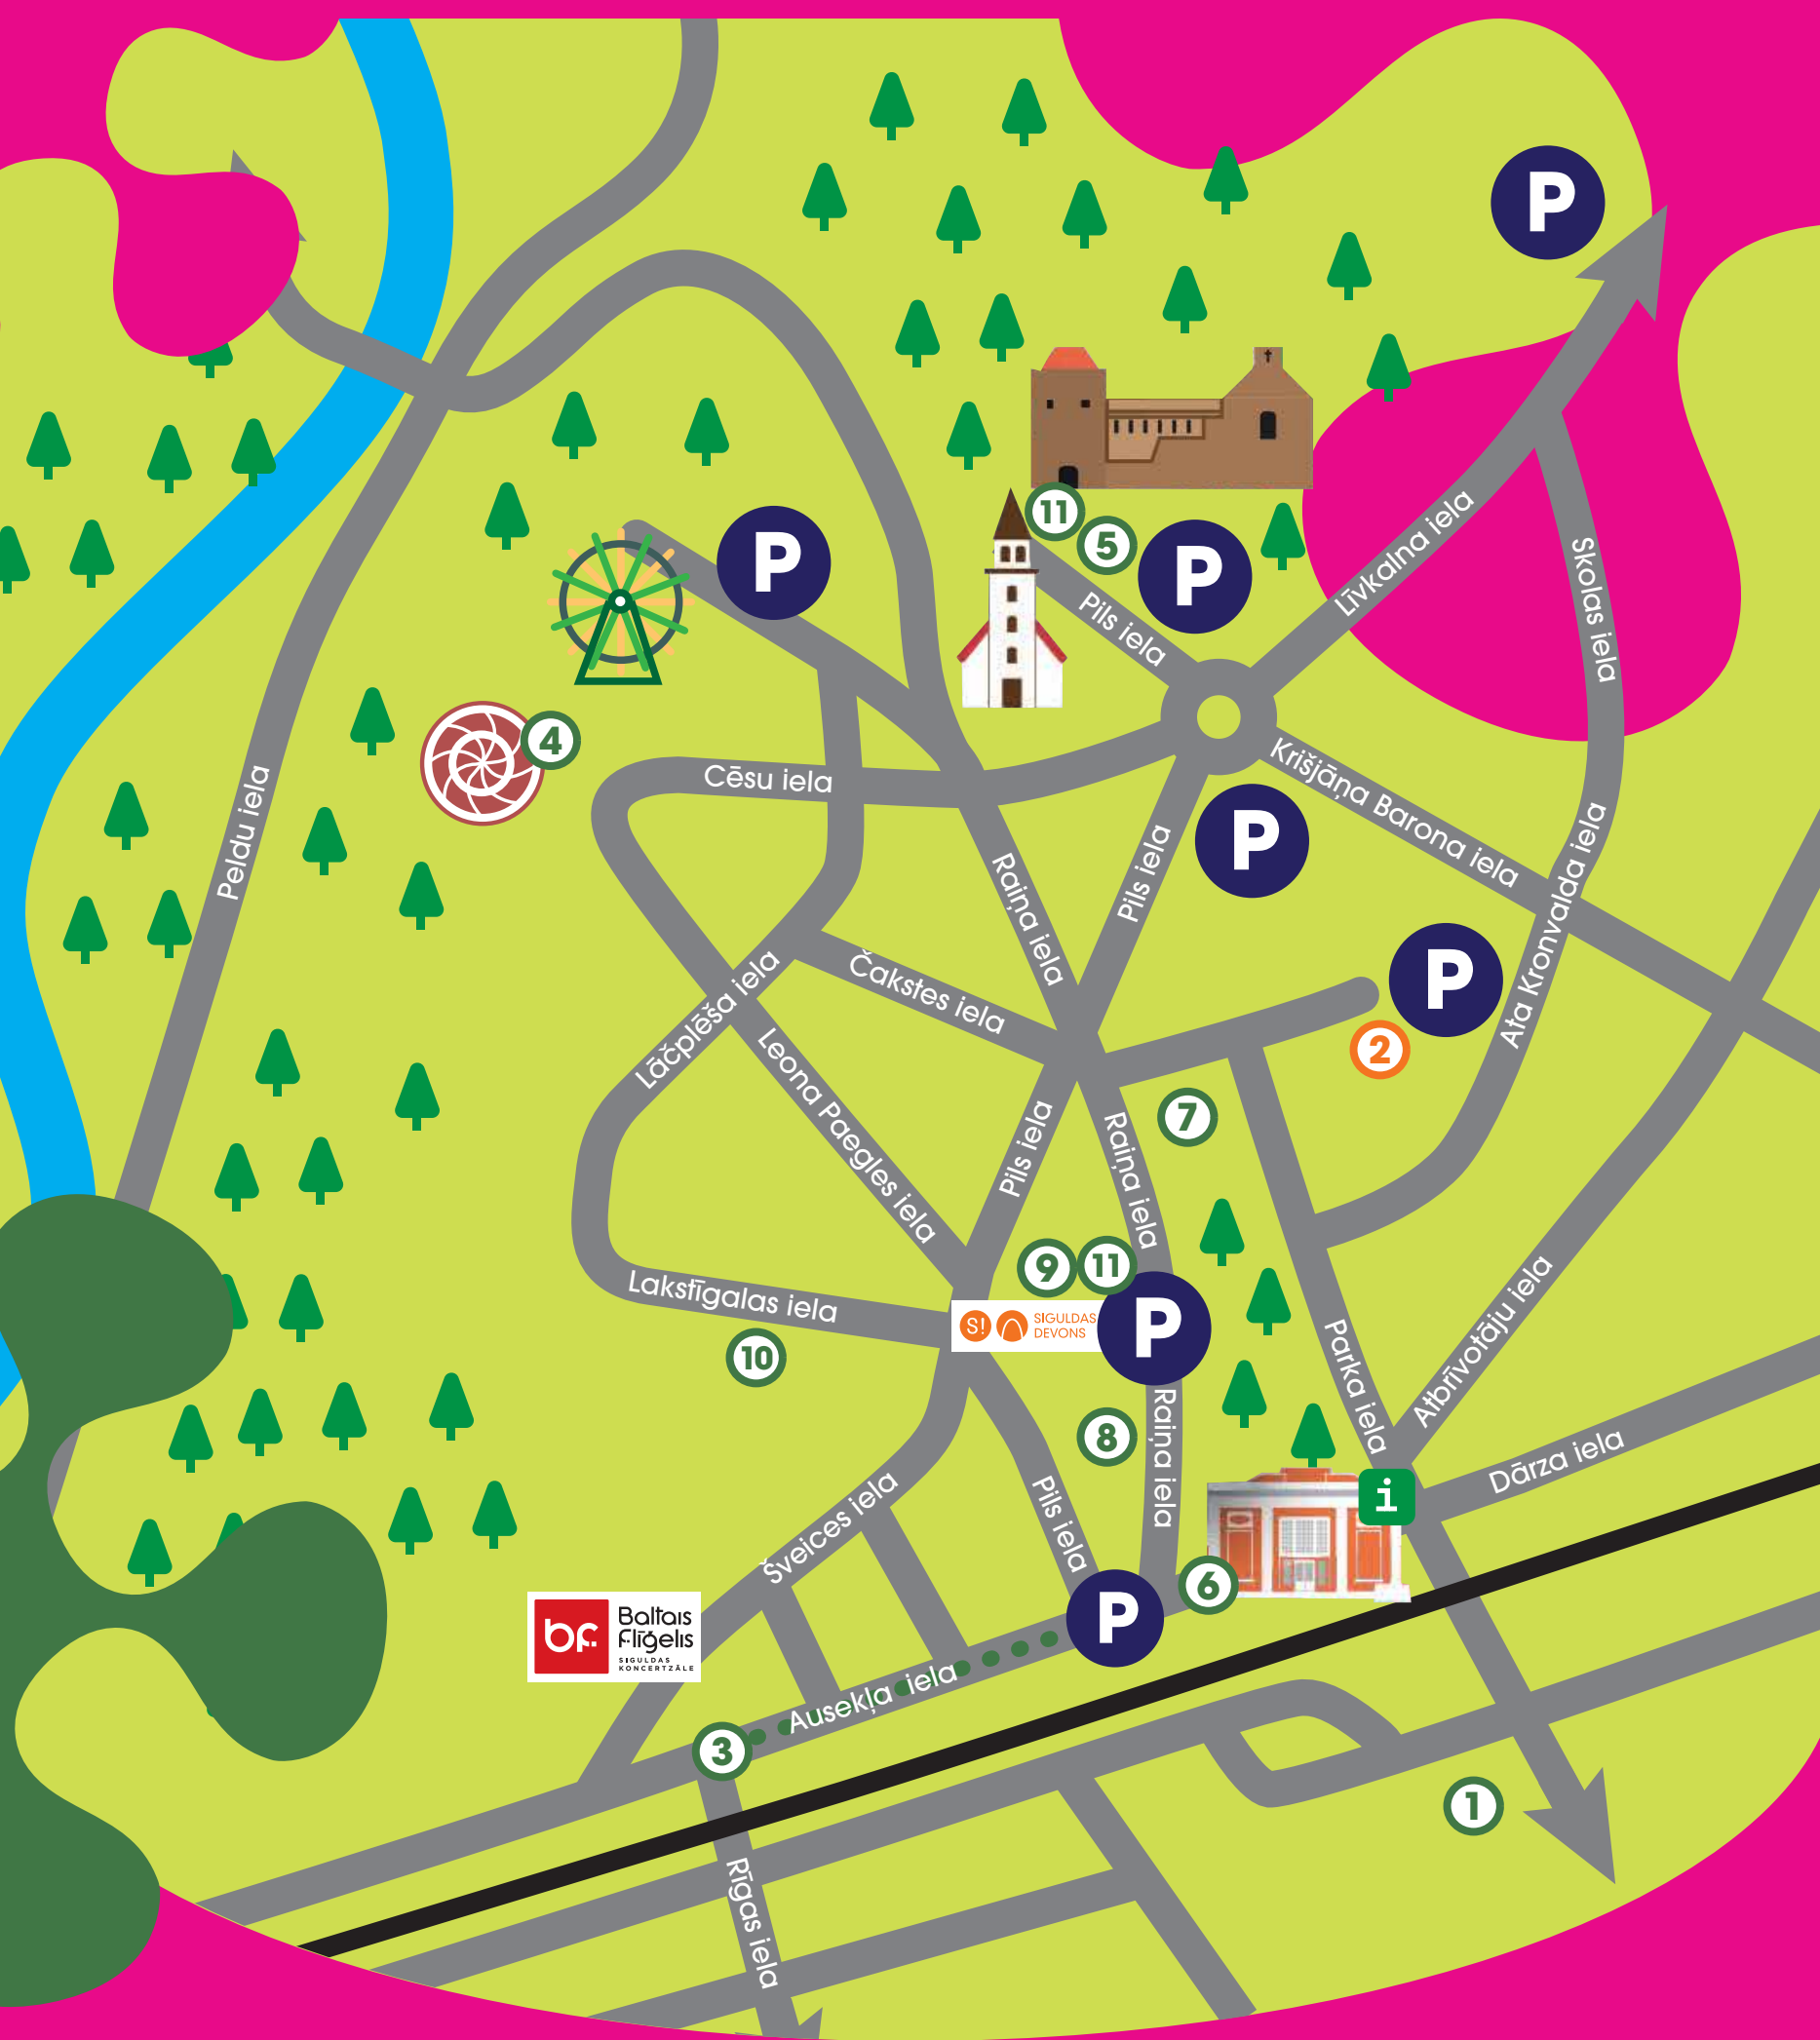 P
11
5
P
P
Pils iela
Līvkalna iela
Skolas iela
4
Cēsu iela
Peldu iela
Krišjāņa Barona iela
P
Raiņa iela
Pils iela
Ata Kronvalda iela
Čakstes iela
Lāčplēša iela
P
2
Leona Paegles iela
7
Pils iela
Raiņa iela
9
11
Lakstīgalas iela
S!
SIGULDAS
DEVONS
P
10
Parka iela
Atbrīvotāju iela
8
Raiņa iela
Dārza iela
i
Pils iela
Šveices iela
6
bf.
Baltais
Flīgelis
SIGULDAS
KONCERTZĀLE
P
Ausekļa iela
3
1
Rīgas iela